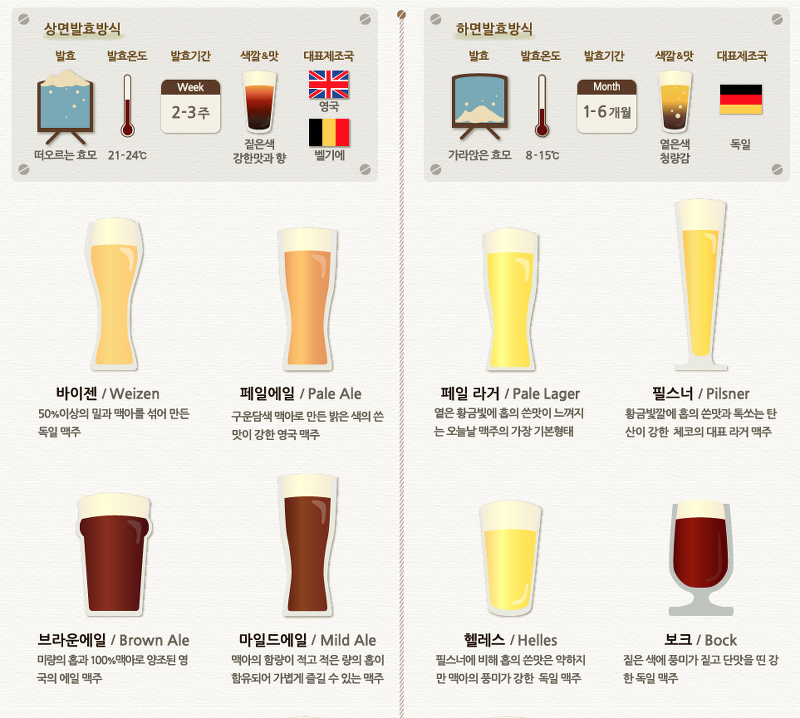 상면발효방식
발효 발효온도 발효기간 색깔&맛 대표제조국
Week
2-3주
영국
떠오르는 효모 21-24℃ 짙은색
강한맛과 향 벨기에
하면발효방식
발효 발효온도 발효기간 색깔&맛 대표제조국
Month
1-6개월
가라앉은 효모 8-15℃ 옅은색
청량감 독일
바이젠 / Weizen
50%이상의 밀과 맥아를 섞어 만든
독일 맥주
페일에일 / Pale Ale
구운담색 맥아로 만든 밝은 색의 쓴
맛이 강한 영국 맥주
페일 라거 / Pale Lager
옅은 황금빛에 홉의 쓴맛이 느껴지
는 오늘날 맥주의 가장 기본형태
필스너 / Pilsner
황금빛깔에 홉의 쓴맛과 톡쏘는 탄
산이 강한 체코의 대표 라거 맥주
브라운에일 / Brown Ale
미량의 홉과 100%맥아로 양조된 영
국의 에일 맥주
마일드에일 / Mild Ale
맥아의 함량이 적고 적은 량의 홉이
함유되어 가볍게 즐길 수 있는 맥주
헬레스 / Helles
필스너에 비해 홉의 쓴맛은 약하지
만 맥아의 풍미가 강한 독일 맥주
보크 / Bock
짙은 색에 풍미가 짙고 단맛을 띤 강
한 독일 맥주